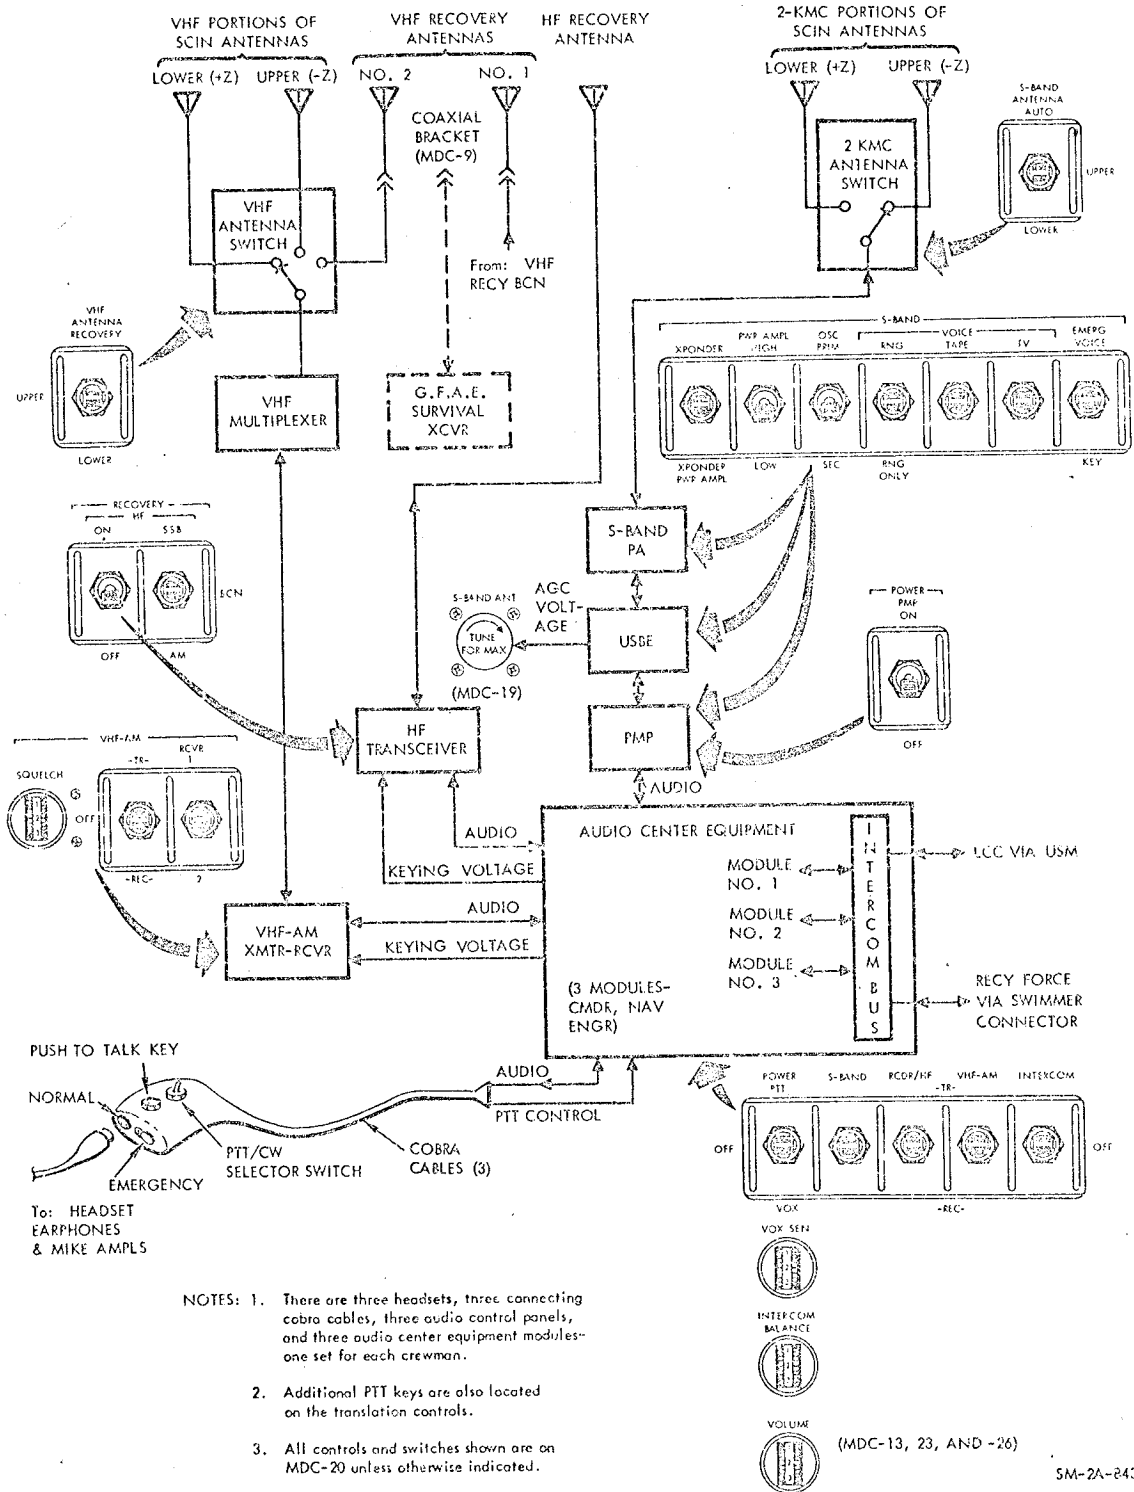 VHF PORTIONS OF
SCIN ANTENNAS
LOWER (+Z) UPPER (-Z)
VHF RECOVERY
ANTENNAS
NO. 2 NO. 1
HF RECOVERY
ANTENNA
2-KMC PORTIONS OF
SCIN ANTENNAS
LOWER (+Z) UPPER (-Z)
S-BAND
ANTENNA
AUTO
UPPER
LOWER
COAXIAL
BRACKET
(MDC-9)
2 KMC
ANTENNA
SWITCH
VHF
ANTENNA
SWITCH
From: VHF
RECY BCN
VHF
ANTENNA
RECOVERY
UPPER
LOWER
VHF
MULTIPLEXER
G.F.A.E.
SURVIVAL
XCVR
S-BAND
XPONDER
PWR AMPL
HIGH
OSC
PRIM
VOICE
RNG
TAPE
TV
EMERG
VOICE
XPONDER
PWR AMPL
LOW
SEC
RNG
ONLY
KEY
RECOVERY
HF
ON
SSB
BCN
OFF
AM
S-BAND
PA
S-BAND ANT
TUNE
FOR MAX
(MDC-19)
AGC
VOLT-
AGE
USBE
POWER
PMP
ON
OFF
HF
TRANSCEIVER
PMP
AUDIO
VHF-AM
SQUELCH
-TR-
RCVR
1
OFF
-REC-
2
AUDIO
KEYING VOLTAGE
AUDIO CENTER EQUIPMENT
MODULE
NO. 1
MODULE
NO. 2
MODULE
NO. 3
INTERCOM BUS
LCC VIA USM
VHF-AM
XMTR-RCVR
AUDIO
KEYING VOLTAGE
(3 MODULES-
CMDR, NAV
ENGR)
RECY FORCE
VIA SWIMMER
CONNECTOR
PUSH TO TALK KEY
NORMAL
PTT/CW
SELECTOR SWITCH
EMERGENCY
COBRA
CABLES (3)
AUDIO
PTT CONTROL
To: HEADSET
EARPHONES
& MIKE AMPLS
POWER
PTT
S-BAND
RCDR/HF
VHF-AM
INTERCOM
-TR-
OFF
OFF
VOX
-REC-
VOX SEN
INTERCOM
BALANCE
VOLUME
(MDC-13, 23, AND -26)
NOTES: 1. There are three headsets, three connecting
cobra cables, three audio control panels,
and three audio center equipment modules--
one set for each crewman.
2. Additional PTT keys are also located
on the translation controls.
3. All controls and switches shown are on
MDC-20 unless otherwise indicated.